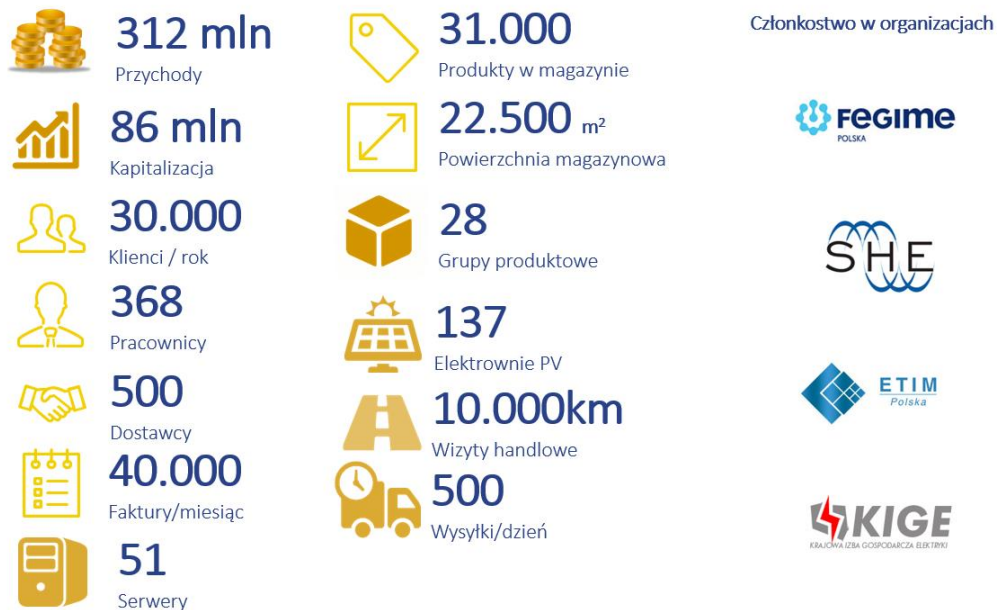 312 mln
Przychody
86 mln
Kapitalizacja
30.000
Klienci / rok
368
Pracownicy
500
Dostawcy
40.000
Faktury/miesiąc
51
Serwery
31.000
Produkty w magazynie
22.500 m²
Powierzchnia magazynowa
28
Grupy produktowe
137
Elektrownie PV
10.000km
Wizyty handlowe
500
Wysyłki/dzień
Członkostwo w organizacjach
FEGIME
POLSKA
SHE
ETIM
Polska
KIGE
KRAJOWA IZBA GOSPODARCZA ELEKTRYKI